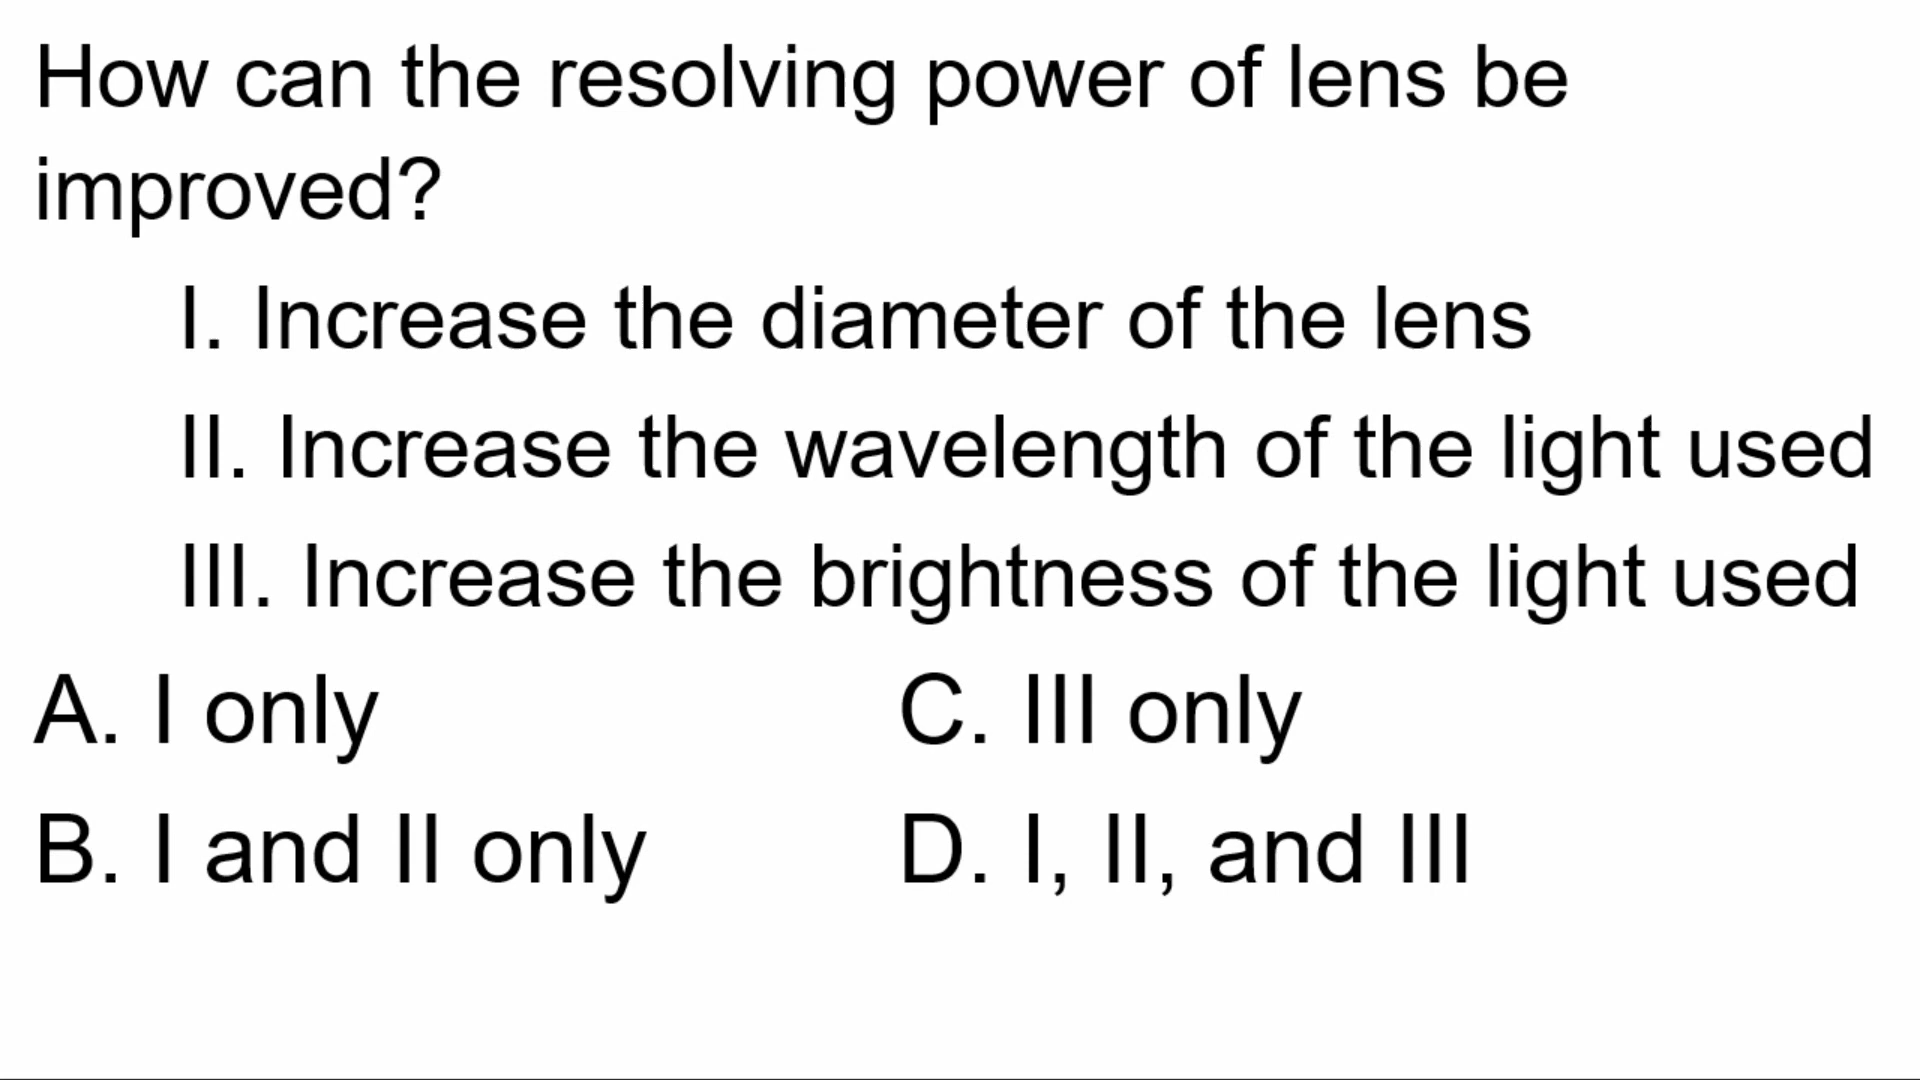 How can the resolving power of lens be
improved?
I. Increase the diameter of the lens
II. Increase the wavelength of the light used
III. Increase the brightness of the light used
A. I only
C. III only
B. I and II only
D. I, II, and III